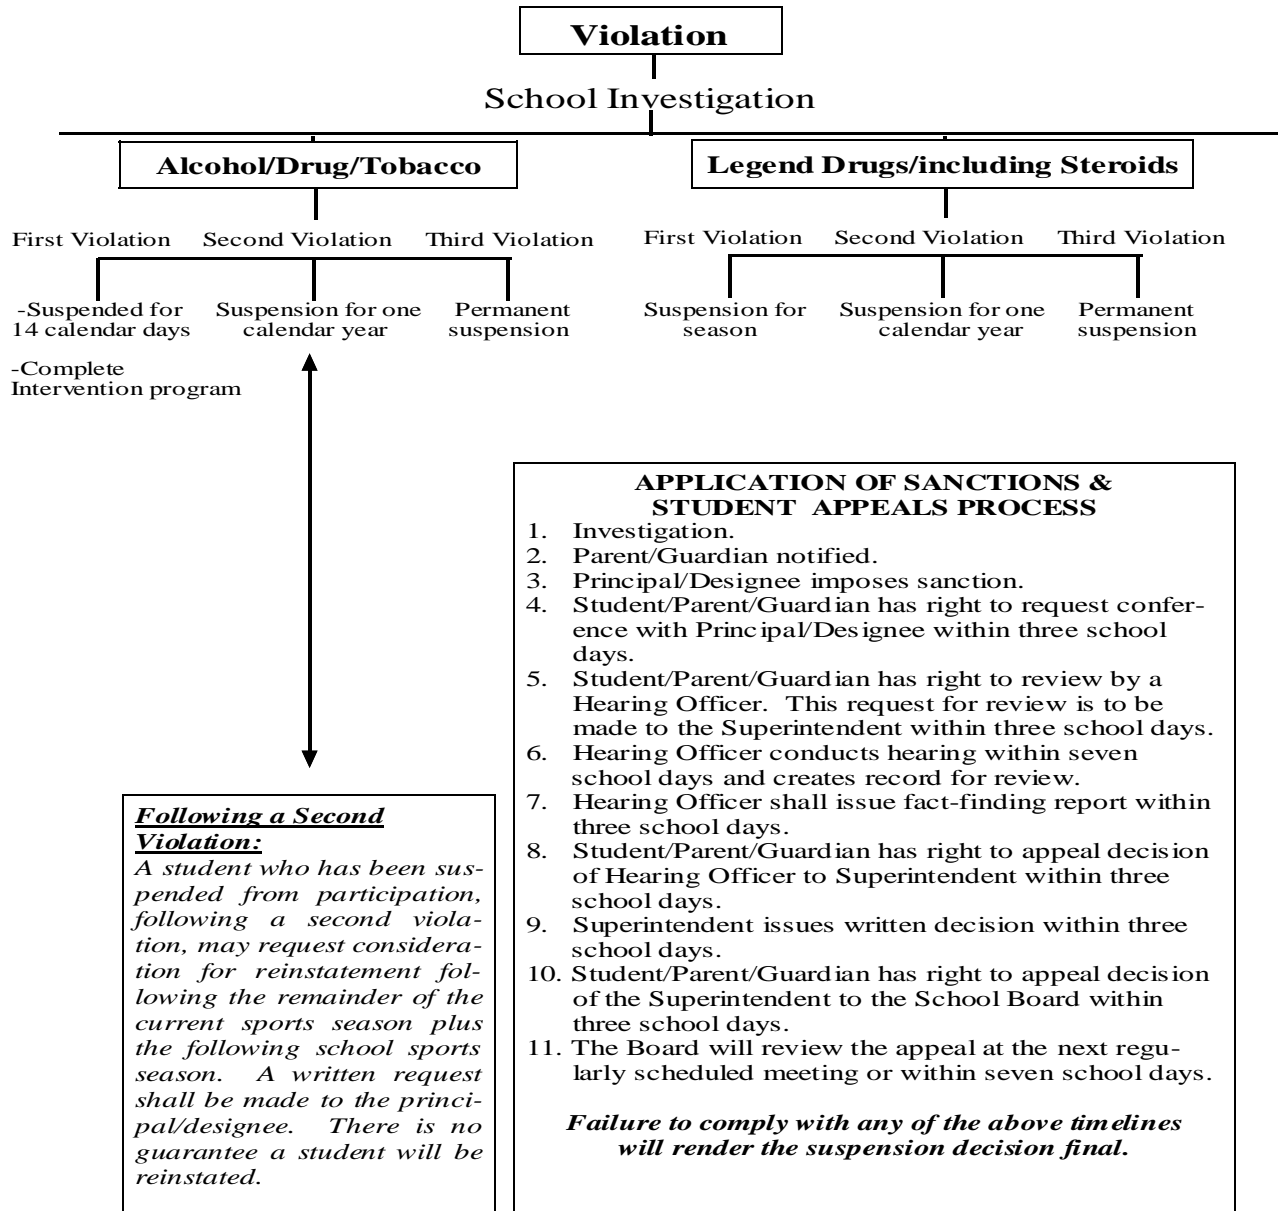 Violation
School Investigation
Alcohol/Drug/Tobacco
First Violation Second Violation Third Violation
-Suspended for
14 calendar days
-Complete
Intervention program
Suspension for one
calendar year
Permanent
suspension
Legend Drugs/including Steroids
First Violation Second Violation Third Violation
Suspension for
season
Suspension for one
calendar year
Permanent
suspension
Following a Second
Violation:
A student who has been sus-
pended from participation,
following a second viola-
tion, may request considera-
tion for reinstatement fol-
lowing the remainder of the
current sports season plus
the following school sports
season. A written request
shall be made to the princi-
pal/designee. There is no
guarantee a student will be
reinstated.
APPLICATION OF SANCTIONS &
STUDENT APPEALS PROCESS
1. Investigation.
2. Parent/Guardian notified.
3. Principal/Designee imposes sanction.
4. Student/Parent/Guardian has right to request confer-
ence with Principal/Designee within three school
days.
5. Student/Parent/Guardian has right to review by a
Hearing Officer. This request for review is to be
made to the Superintendent within three school days.
6. Hearing Officer conducts hearing within seven
school days and creates record for review.
7. Hearing Officer shall issue fact-finding report within
three school days.
8. Student/Parent/Guardian has right to appeal decision
of Hearing Officer to Superintendent within three
school days.
9. Superintendent issues written decision within three
school days.
10. Student/Parent/Guardian has right to appeal decision
of the Superintendent to the School Board within
three school days.
11. The Board will review the appeal at the next regu-
larly scheduled meeting or within seven school days.
Failure to comply with any of the above timelines
will render the suspension decision final.